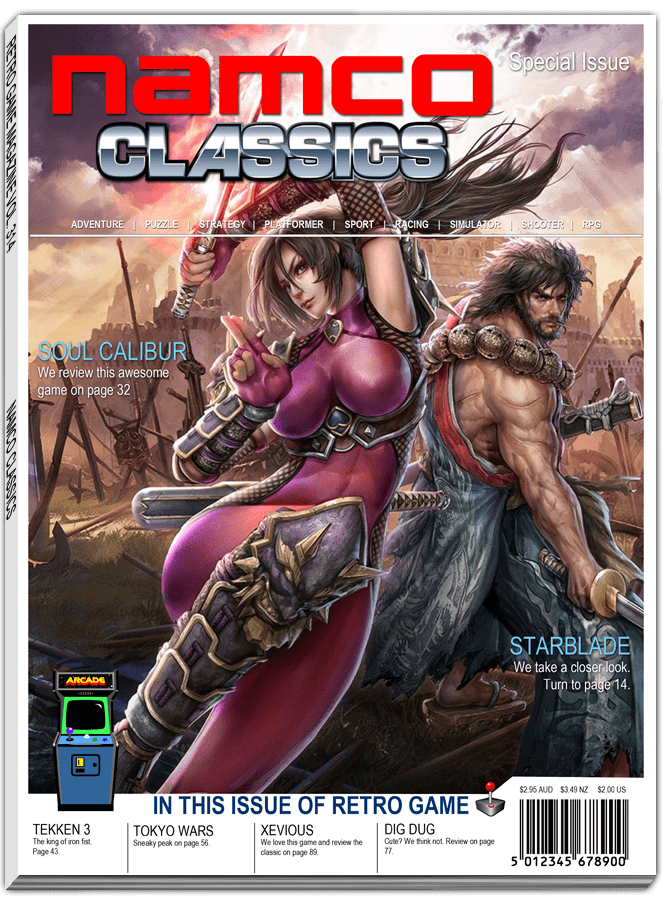 namco
Special Issue
CLASSICS
ADVENTURE | PUZZLE | STRATEGY | PLATFORMER | SPORT | RACING | SIMULATOR | SHOOTER | RPG
SOUL CALIBUR
We review this awesome
game on page 32
STARBLADE
We take a closer look.
Turn to page 14.
ARCADE
IN THIS ISSUE OF RETRO GAME
$2.95 AUD $3.49 NZ $2.00 US
TEKKEN 3
The king of iron fist.
Page 43.
TOKYO WARS
Sneaky peak on page 56.
XEVIOUS
We love this game and review the
classic on page 89.
DIG DUG
Cute? We think not. Review on page
77.
5 012345 678900
NAMCO CLASSICS